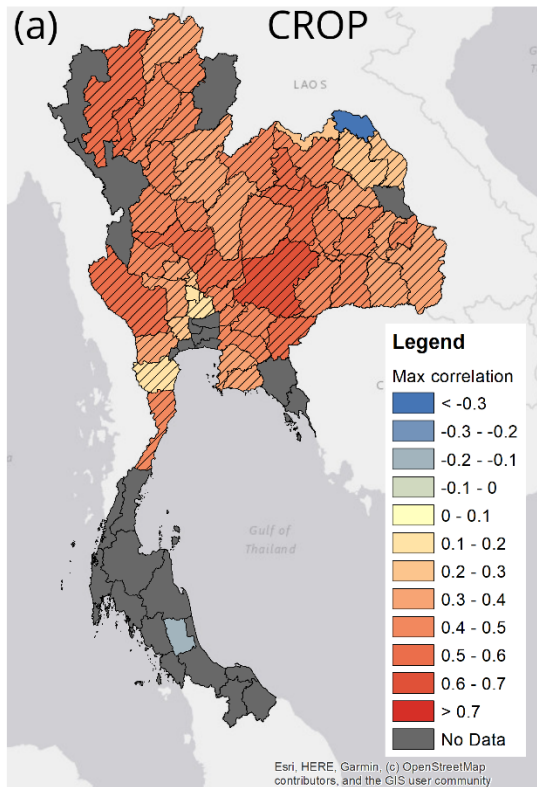 (a) CROP
LAOS
Gulf of
Thailand
Legend
Max correlation
< -0.3
-0.3 - -0.2
-0.2 - -0.1
-0.1 - 0
0 - 0.1
0.1 - 0.2
0.2 - 0.3
0.3 - 0.4
0.4 - 0.5
0.5 - 0.6
0.6 - 0.7
> 0.7
No Data
Esri, HERE, Garmin, (c) OpenStreetMap
contributors, and the GIS user community